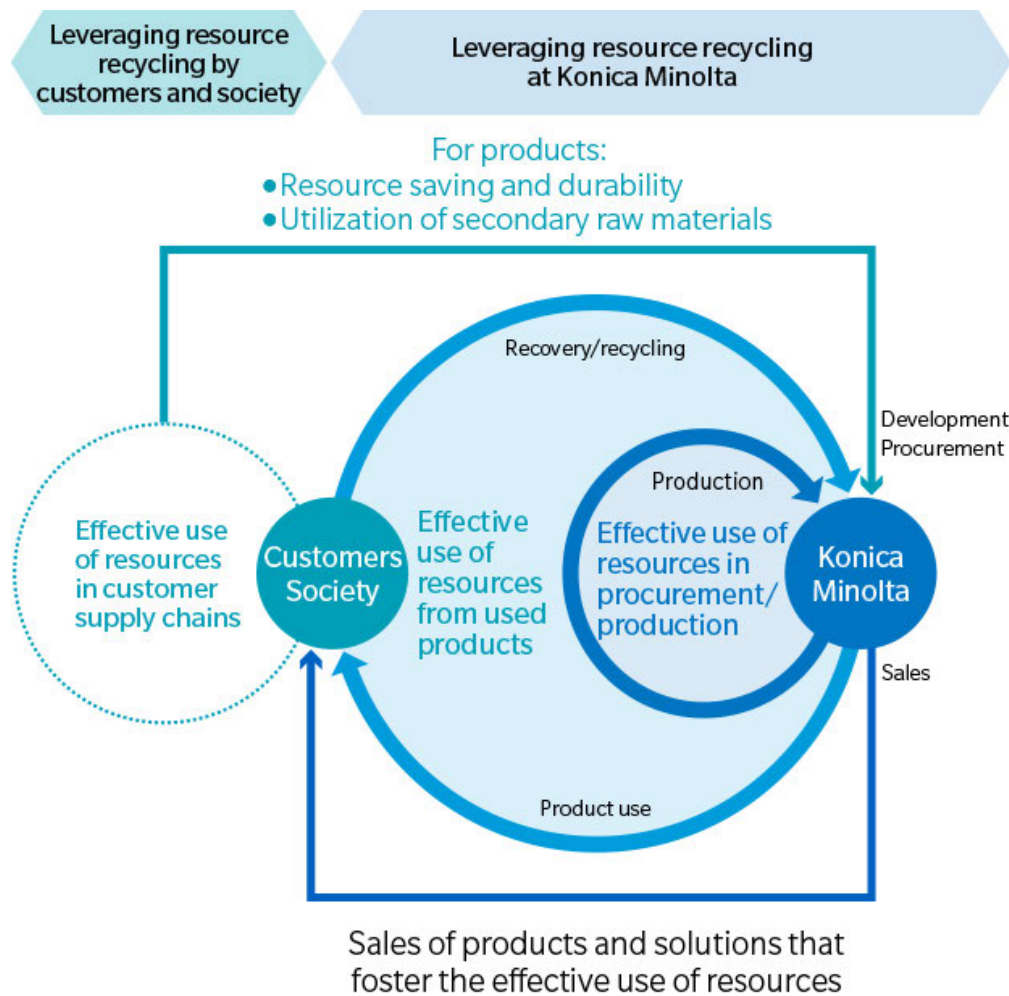 Leveraging resource
recycling by
customers and society
Leveraging resource recycling
at Konica Minolta
For products:
●Resource saving and durability
●Utilization of secondary raw materials
Recovery/recycling
Development
Procurement
Production
Effective use
of resources
in customer
supply chains
Customers
Society
Effective
use of
resources
from used
products
Effective use of
resources in
procurement/
production
Konica
Minolta
Sales
Product use
Sales of products and solutions that
foster the effective use of resources